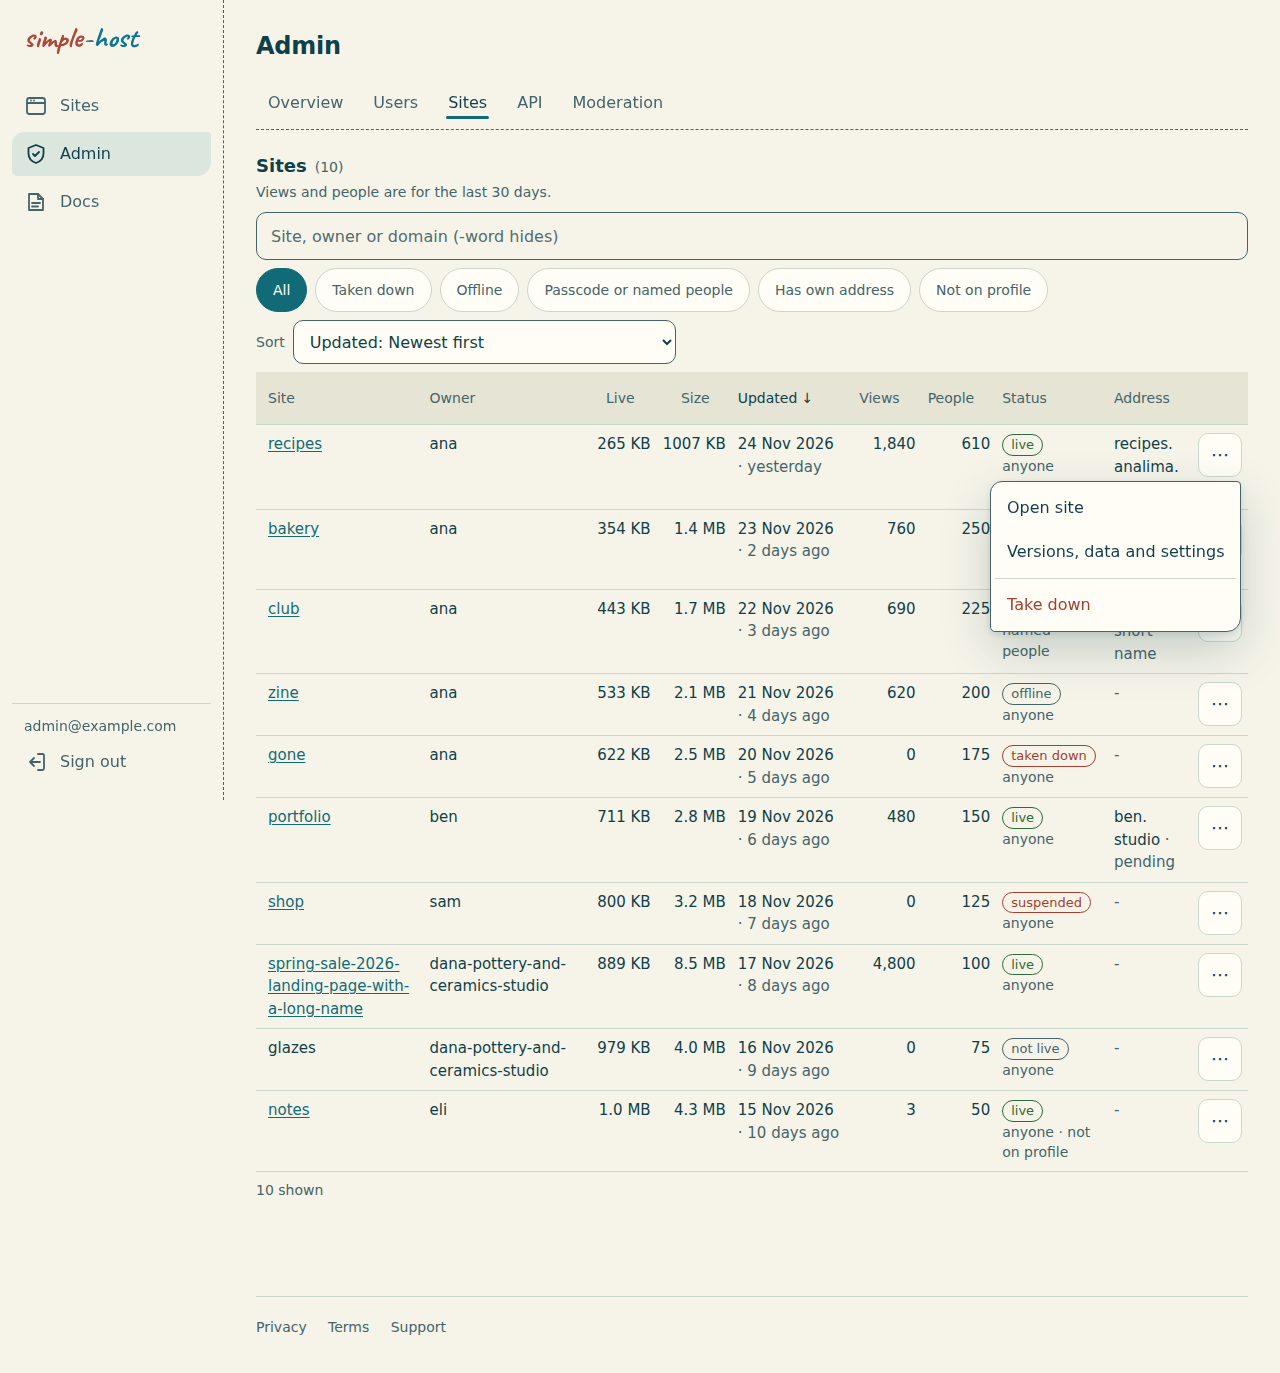 simple-host
Sites
Admin
Docs
admin@example.com
Sign out
Admin
Overview Users Sites API Moderation
Sites (10)
Views and people are for the last 30 days.
Site, owner or domain (-word hides)
All Taken down Offline Passcode or named people Has own address Not on profile
Sort Updated: Newest first
Site Owner Live Size Updated ↓ Views People Status Address
recipes ana 265 KB 1007 KB 24 Nov 2026 1,840 610 live recipes. ⋯
· yesterday anyone analima.
Open site
Versions, data and settings
Take down
bakery ana 354 KB 1.4 MB 23 Nov 2026 760 250
· 2 days ago
club ana 443 KB 1.7 MB 22 Nov 2026 690 225
· 3 days ago named short
people name
zine ana 533 KB 2.1 MB 21 Nov 2026 620 200 offline - ⋯
· 4 days ago anyone
gone ana 622 KB 2.5 MB 20 Nov 2026 0 175 taken down - ⋯
· 5 days ago anyone
portfolio ben 711 KB 2.8 MB 19 Nov 2026 480 150 live ben. ⋯
· 6 days ago anyone studio ·
pending
shop sam 800 KB 3.2 MB 18 Nov 2026 0 125 suspended - ⋯
· 7 days ago anyone
spring-sale-2026- dana-pottery-and- 889 KB 8.5 MB 17 Nov 2026 4,800 100 live - ⋯
landing-page-with- ceramics-studio · 8 days ago anyone
a-long-name
glazes dana-pottery-and- 979 KB 4.0 MB 16 Nov 2026 0 75 not live - ⋯
ceramics-studio · 9 days ago anyone
notes eli 1.0 MB 4.3 MB 15 Nov 2026 3 50 live - ⋯
· 10 days ago anyone · not
on profile
10 shown
Privacy Terms Support